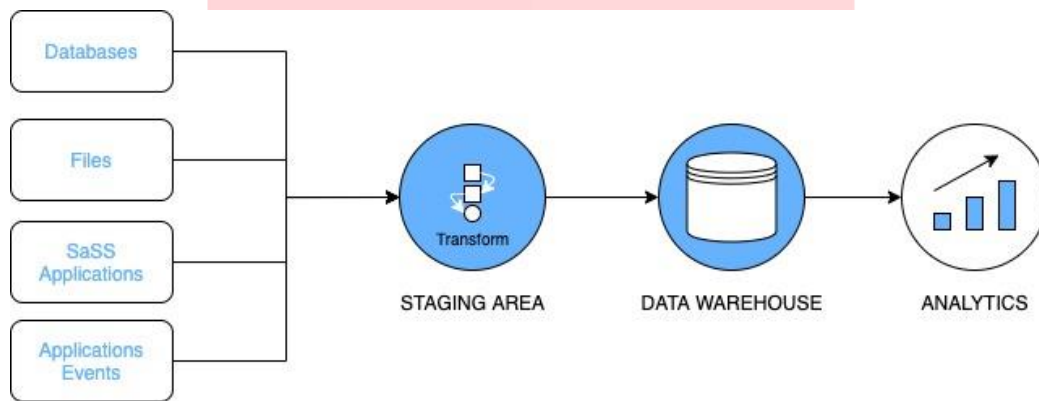 Databases
Files
SaSS
Applications
Applications
Events
Transform
STAGING AREA
DATA WAREHOUSE
ANALYTICS